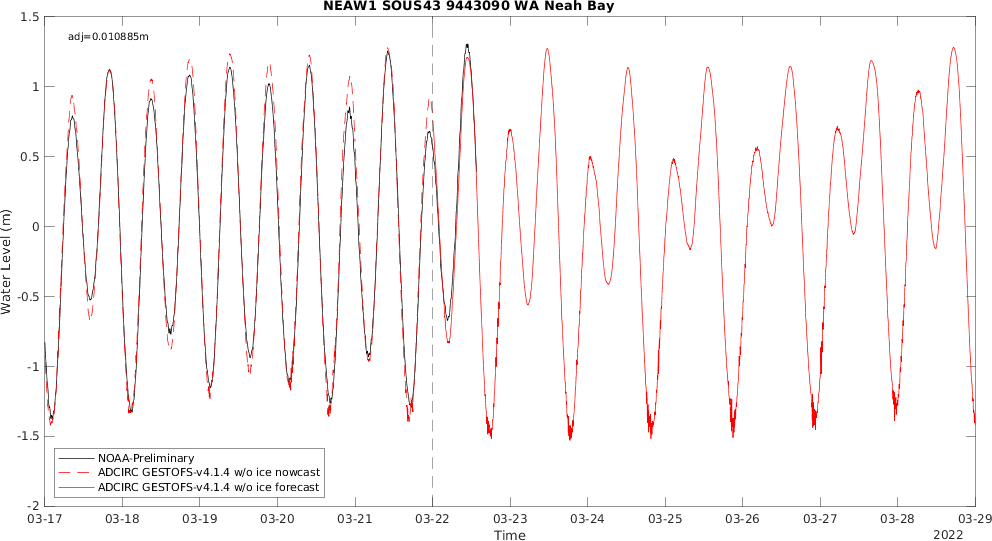 NEAW1 SOUS43 9443090 WA Neah Bay
adj=0.010885m
1.5
1
0.5
0
-0.5
-1
-1.5
-2
Water Level (m)
NOAA-Preliminary
ADCIRC GESTOFS-v4.1.4 w/o ice nowcast
ADCIRC GESTOFS-v4.1.4 w/o ice forecast
03-17 03-18 03-19 03-20 03-21 03-22 03-23 03-24 03-25 03-26 03-27 03-28 03-29
Time
2022